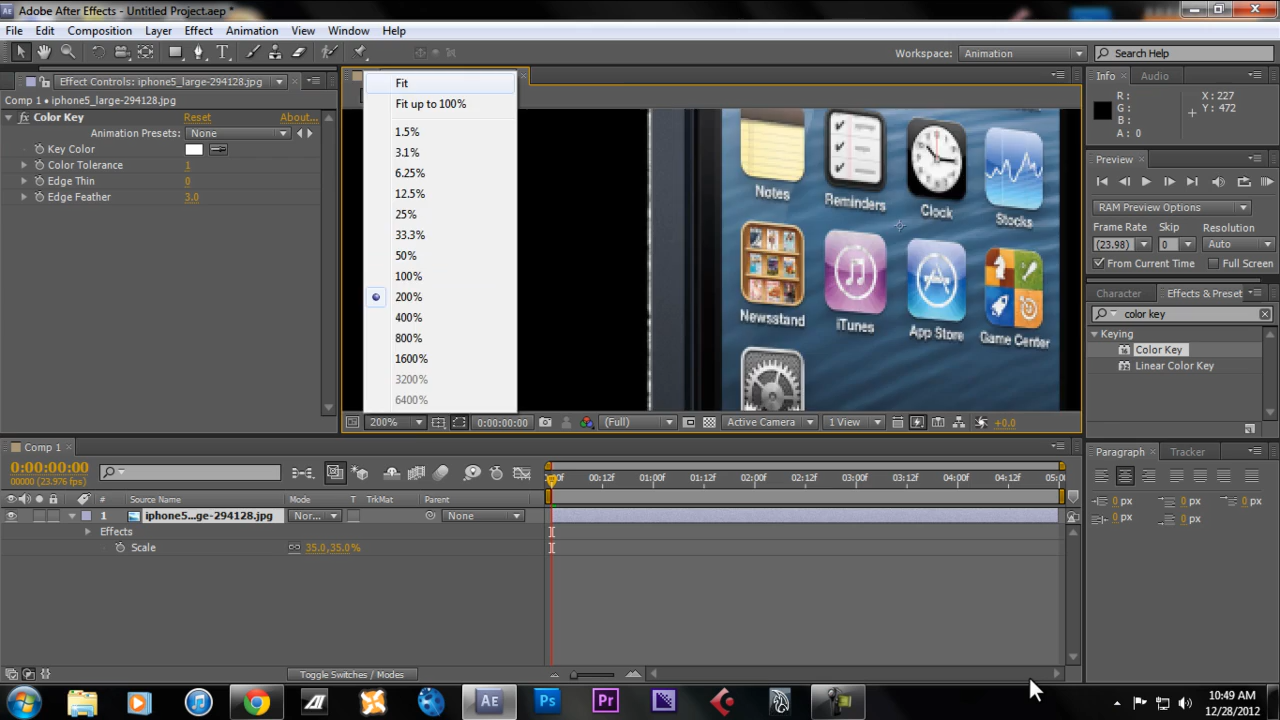 Adobe After Effects - Untitled Project.aep *
File Edit Composition Layer Effect Animation View Window Help
Workspace: Animation Search Help
Effect Controls: iphone5_large-294128.jpg
Comp 1 • iphone5_large-294128.jpg
fx Color Key Reset About...
Animation Presets: None
Key Color
Color Tolerance 1
Edge Thin 0
Edge Feather 3.0
Fit
Fit up to 100%
1.5%
3.1%
6.25%
12.5%
25%
33.3%
50%
100%
200%
400%
800%
1600%
3200%
6400%
Notes Reminders Clock Stocks
Newsstand iTunes App Store Game Center
200% 0:00:00:00 (Full) Active Camera 1 View +0.0
Info Audio
R: X: 227
G: Y: 472
B:
A: 0
Preview
RAM Preview Options
Frame Rate Skip Resolution
(23.98) 0 Auto
From Current Time Full Screen
Character Effects & Preset
color key
Keying
Color Key
Linear Color Key
Comp 1
0:00:00:00
00000 (23.976 fps)
00f 00:12f 01:00f 01:12f 02:00f 02:12f 03:00f 03:12f 04:00f 04:12f 05:0
# Source Name Mode T TrkMat Parent
1 iphone5...ge-294128.jpg Nor... None
Effects
Scale 35.0,35.0%
Toggle Switches / Modes
Paragraph Tracker
0 px 0 px 0 px
0 px 0 px
Ae Ps Pr
10:49 AM
12/28/2012